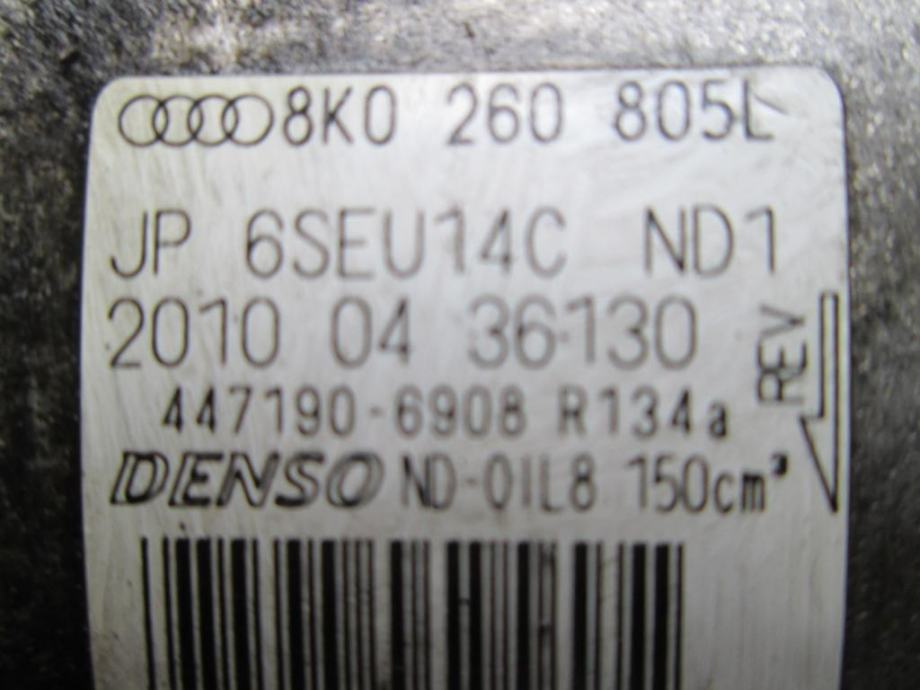 8K0 260 805L
JP 6SEU14C ND1
2010 04 36130
447190-6908 R134a
DENSO ND-OIL8 150cm³
REV